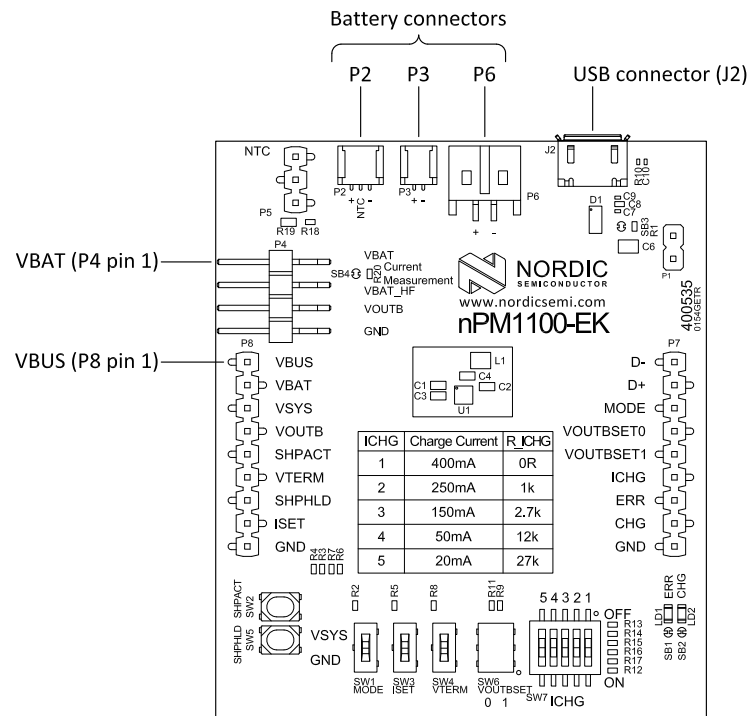 Battery connectors
P2 P3 P6 USB connector (J2)
NTC
J2
P5
P2
+ NTC -
P3
+ -
P6
+ -
R10
C10
D1
C9
C8
C7
SB3
R1
C6
P1
R19 R18
P4
VBAT (P4 pin 1)
VBAT
SB4 R20 Current
Measurement
VBAT_HF
VOUTB
GND
NORDIC
SEMICONDUCTOR
www.nordicsemi.com
nPM1100-EK
400535
0154GETR
VBUS (P8 pin 1)
P8
VBUS
VBAT
VSYS
VOUTB
SHPACT
VTERM
SHPHLD
ISET
GND
L1
C4
C1
C2
C3
U1
P7
D-
D+
MODE
VOUTBSET0
VOUTBSET1
ICHG
ERR
CHG
GND
ICHG Charge Current R_ICHG
1 400mA 0R
2 250mA 1k
3 150mA 2.7k
4 50mA 12k
5 20mA 27k
R4
R3
R7
R6
SHPACT
SW2
SHPHLD
SW5
R2 R5 R8 R11 R9
VSYS
GND
SW1
MODE
SW3
ISET
SW4
VTERM
SW6
VOUTBSET
0 1
5 4 3 2 1
OFF
R13
R14
R15
R16
R17
R12
ON
SW7 ICHG
ERR CHG
LD1 LD2
SB1 SB2